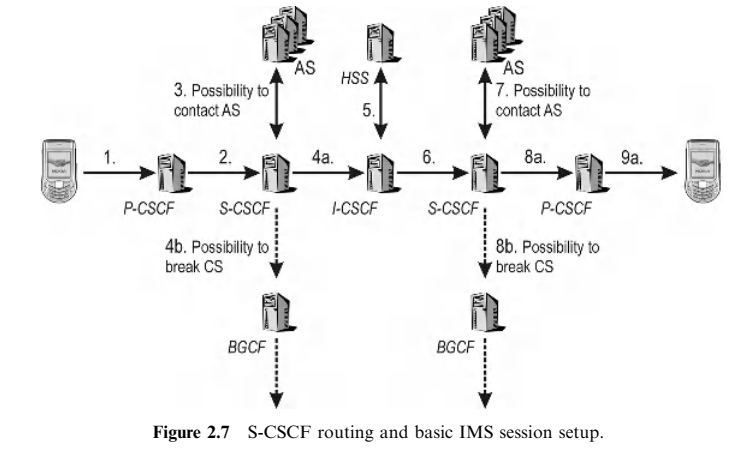 AS
HSS
AS
3. Possibility to
contact AS
5.
7. Possibility to
contact AS
1.
2.
4a.
6.
8a.
9a.
P-CSCF
S-CSCF
I-CSCF
S-CSCF
P-CSCF
4b. Possibility to
break CS
8b. Possibility to
break CS
BGCF
BGCF
Figure 2.7 S-CSCF routing and basic IMS session setup.